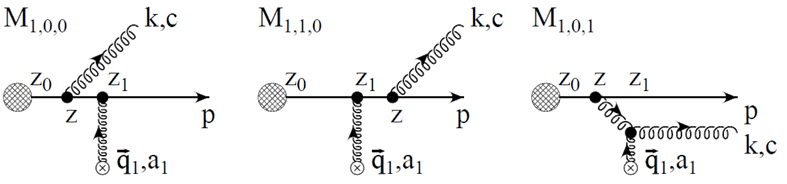 M1,0,0
k,c
z0
z1
z
p
q⃗1,a1
M1,1,0
k,c
z0
z1
z
p
q⃗1,a1
M1,0,1
z0 z z1
p
k,c
q⃗1,a1